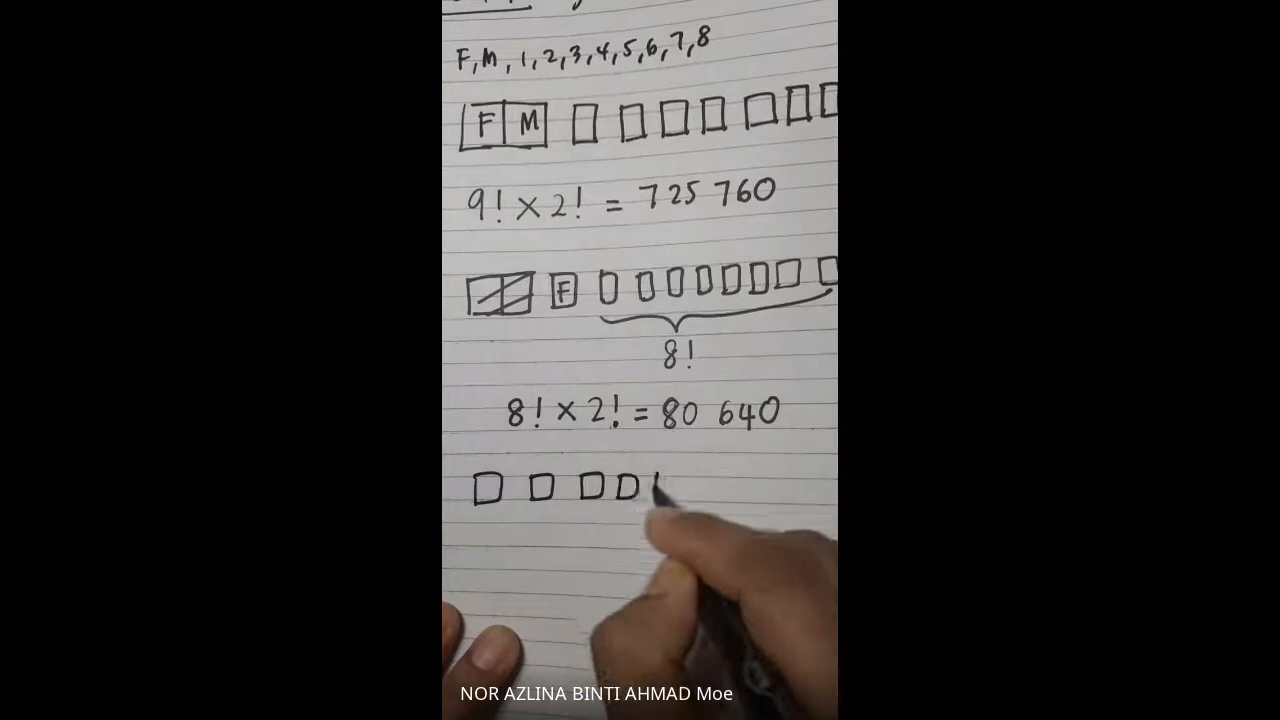 F, M, 1, 2, 3, 4, 5, 6, 7, 8
F M
9! × 2! = 725 760
F
8!
8! × 2! = 80 640
NOR AZLINA BINTI AHMAD Moe